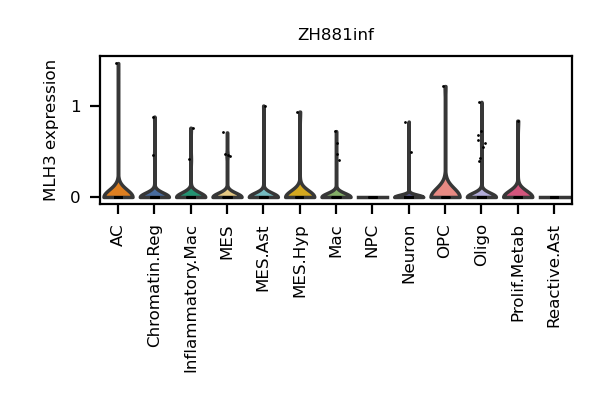 ZH881inf
MLH3 expression
1
0
AC
Chromatin.Reg
Inflammatory.Mac
MES
MES.Ast
MES.Hyp
Mac
NPC
Neuron
OPC
Oligo
Prolif.Metab
Reactive.Ast